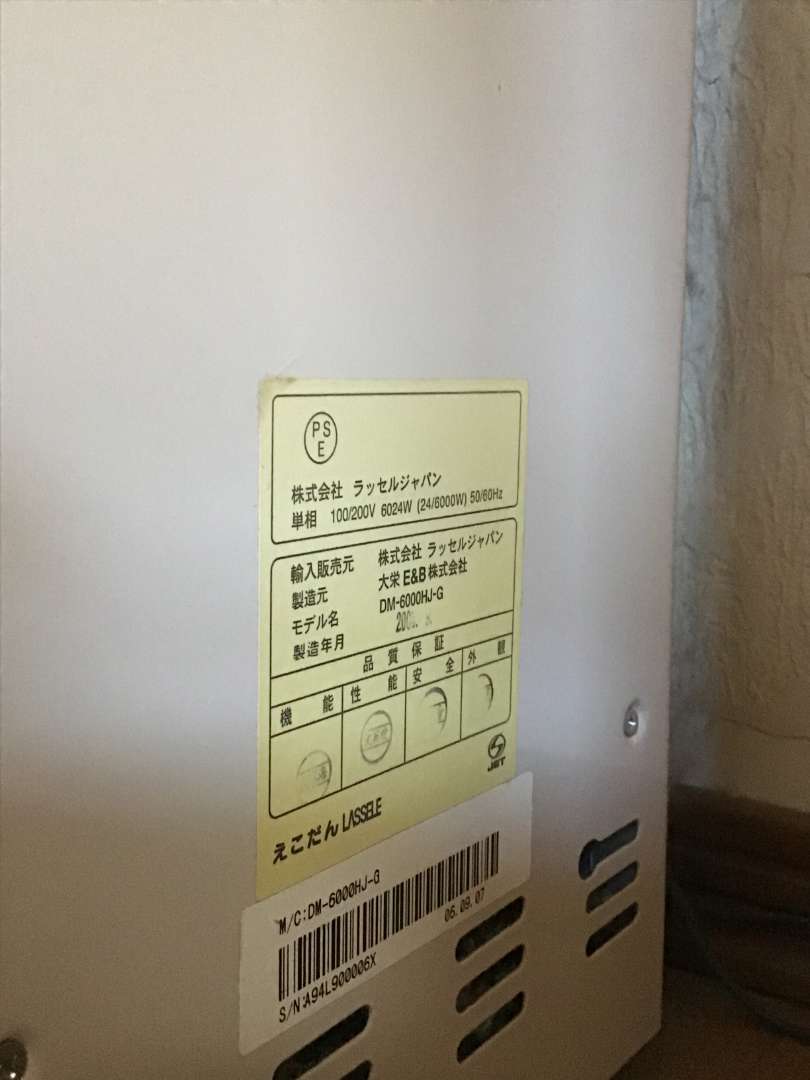 PS
E
株式会社 ラッセルジャパン
単相 100/200V 6024W (24/6000W) 50/60Hz
輸入販売元 株式会社 ラッセルジャパン
製造元 大栄E&B株式会社
モデル名 DM-6000HJ-G
製造年月
品質保証
機能 性能 安全 外観
JET
えこだん LASSELE
M/C:DM-6000HJ-G
06.09.07
S/N:A94L900006X